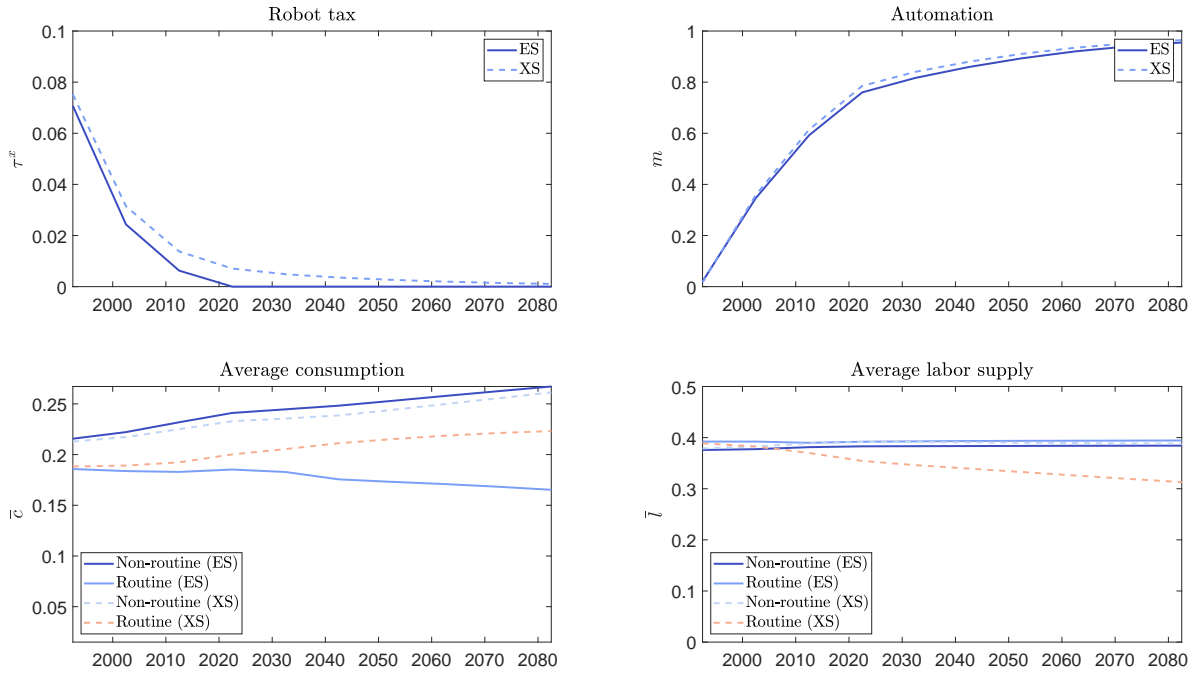 Robot tax
0.1
0.08
0.06
0.04
0.02
0
τˣ
ES
XS
2000 2010 2020 2030 2040 2050 2060 2070 2080
Automation
1
0.8
0.6
0.4
0.2
0
m
ES
XS
2000 2010 2020 2030 2040 2050 2060 2070 2080
Average consumption
0.25
0.2
0.15
0.1
0.05
c̅
Non-routine (ES)
Routine (ES)
Non-routine (XS)
Routine (XS)
2000 2010 2020 2030 2040 2050 2060 2070 2080
Average labor supply
0.5
0.4
0.3
0.2
0.1
0
l̅
Non-routine (ES)
Routine (ES)
Non-routine (XS)
Routine (XS)
2000 2010 2020 2030 2040 2050 2060 2070 2080